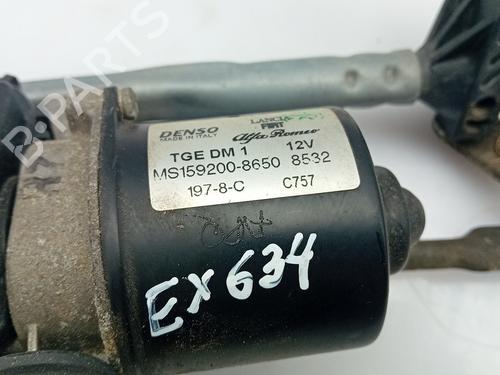 LANCIA
DENSO FIAT Alfa Romeo
MADE IN ITALY
TGE DM 1 12V
MS159200-8650 8532
197-8-C C757
EX634
B-Parts